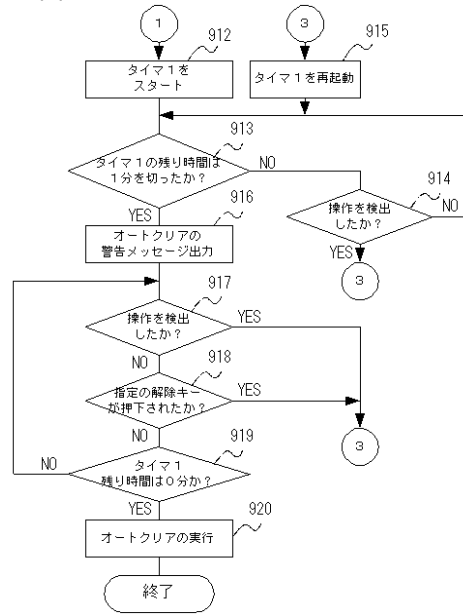 1
912
3
915
タイマ1を
スタート
タイマ1を再起動
913
タイマ1の残り時間は
1分を切ったか?
NO
914
操作を検出
したか?
NO
YES
3
YES
916
オートクリアの
警告メッセージ出力
917
操作を検出
したか?
YES
NO
918
指定の解除キー
が押下されたか?
YES
NO
3
919
タイマ1
残り時間は0分か?
NO
YES
920
オートクリアの実行
終了